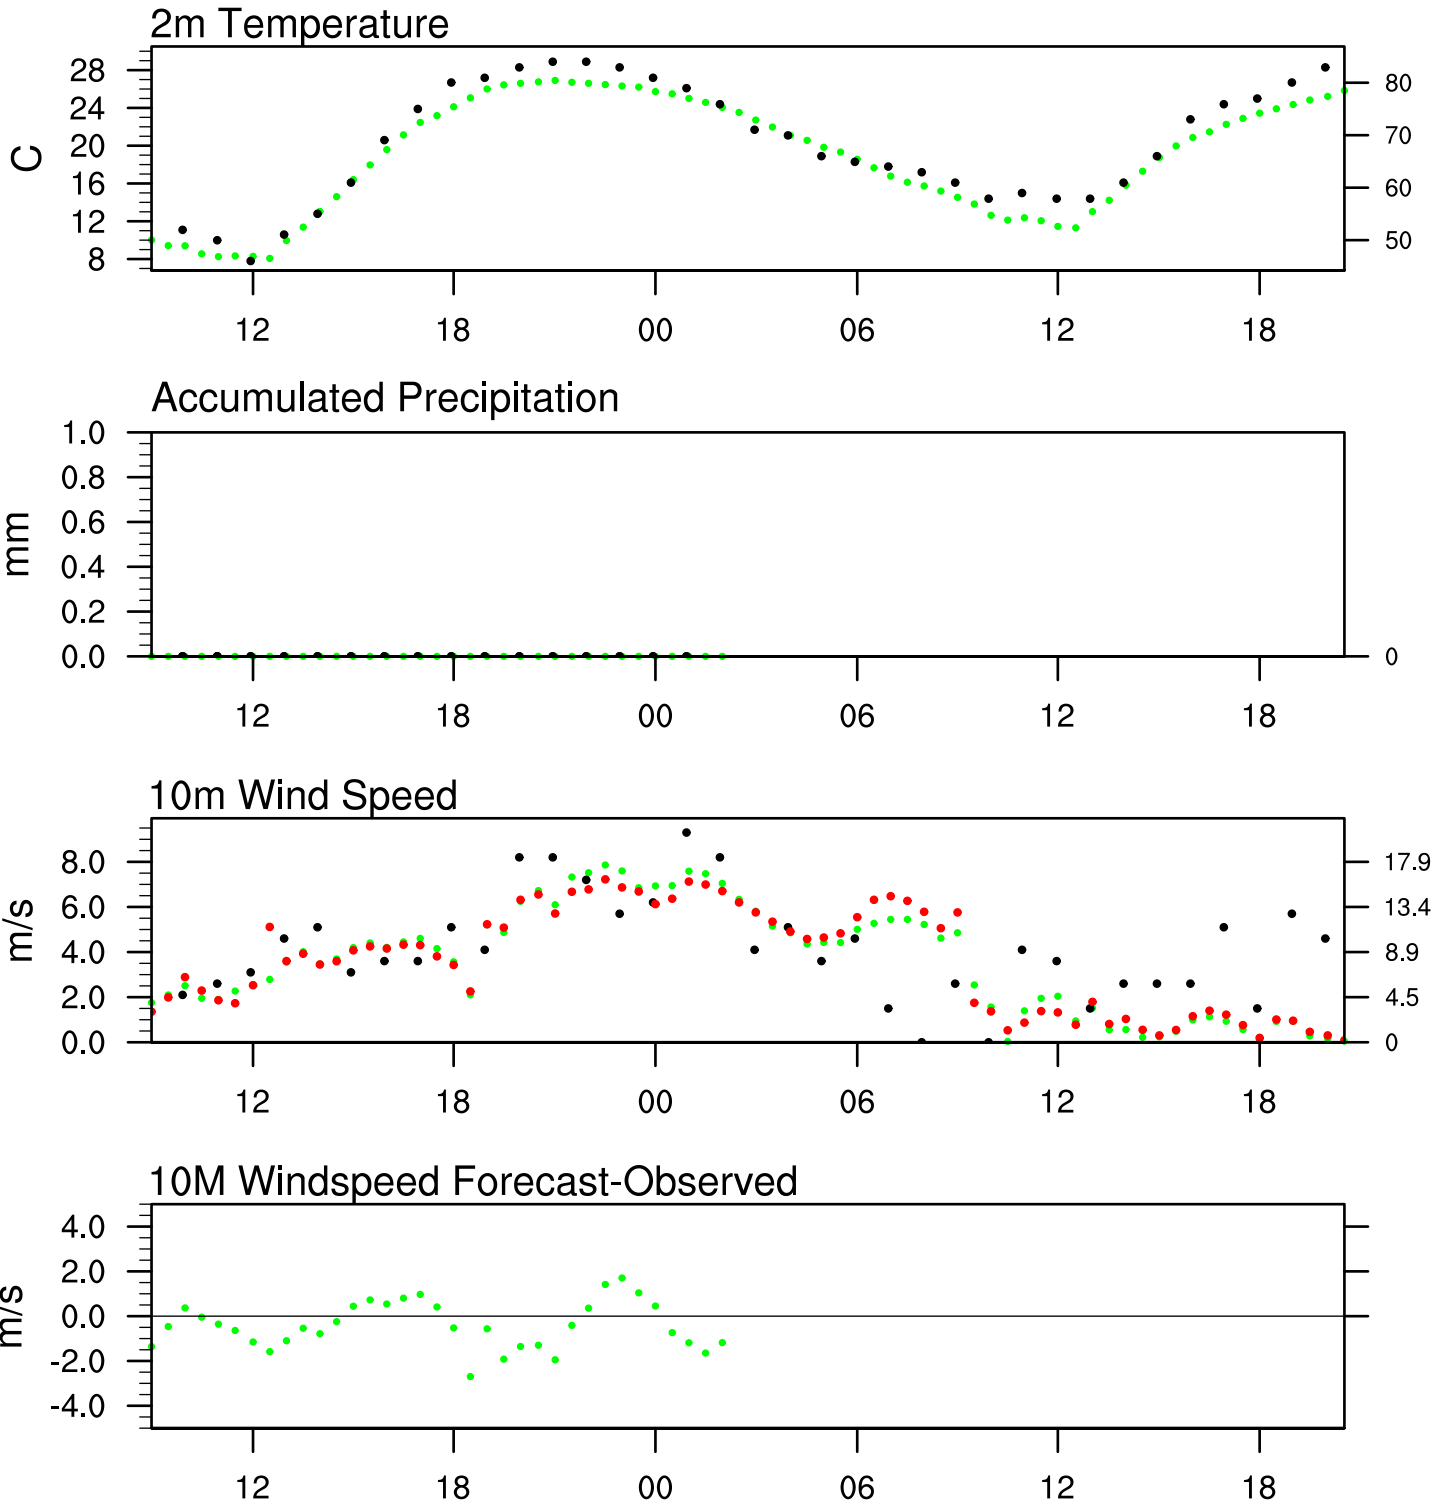 2m Temperature
28
24
20
16
12
8
C
80
70
60
50
12 18 00 06 12 18
Accumulated Precipitation
1.0
0.8
0.6
0.4
0.2
0.0
mm
0
12 18 00 06 12 18
10m Wind Speed
8.0
6.0
4.0
2.0
0.0
m/s
17.9
13.4
8.9
4.5
0
12 18 00 06 12 18
10M Windspeed Forecast-Observed
4.0
2.0
0.0
-2.0
-4.0
m/s
12 18 00 06 12 18